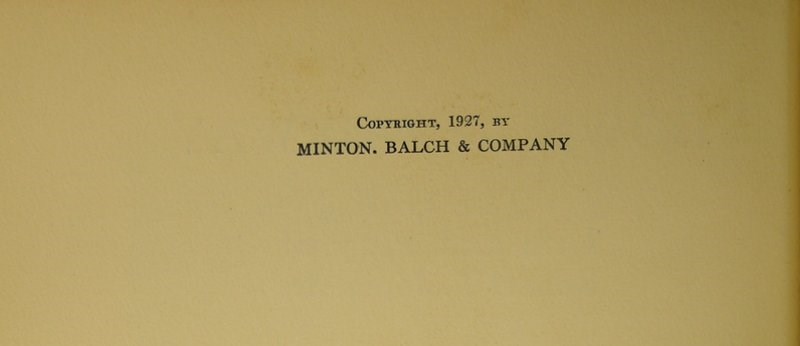 Copyright, 1927, by
MINTON. BALCH & COMPANY